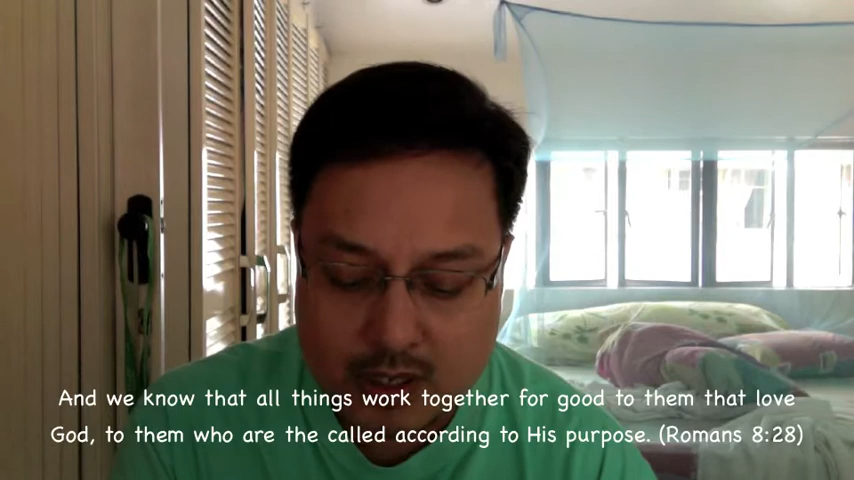 And we know that all things work together for good to them that love
God, to them who are the called according to His purpose. (Romans 8:28)